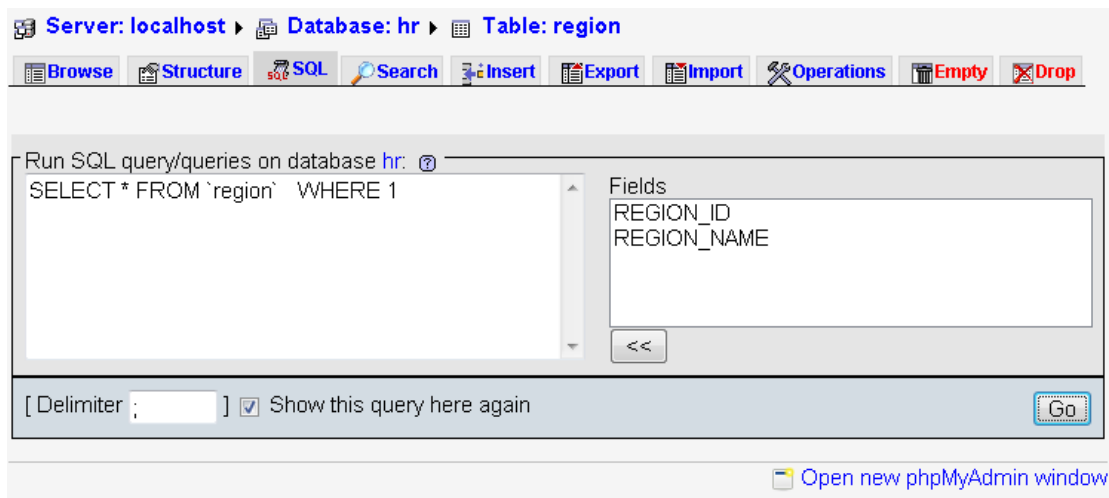 Server: localhost Database: hr Table: region
Browse Structure SQL Search Insert Export Import Operations Empty Drop
Run SQL query/queries on database hr:
SELECT * FROM `region` WHERE 1
Fields
REGION_ID
REGION_NAME
<<
[ Delimiter ; ] Show this query here again
Go
Open new phpMyAdmin window